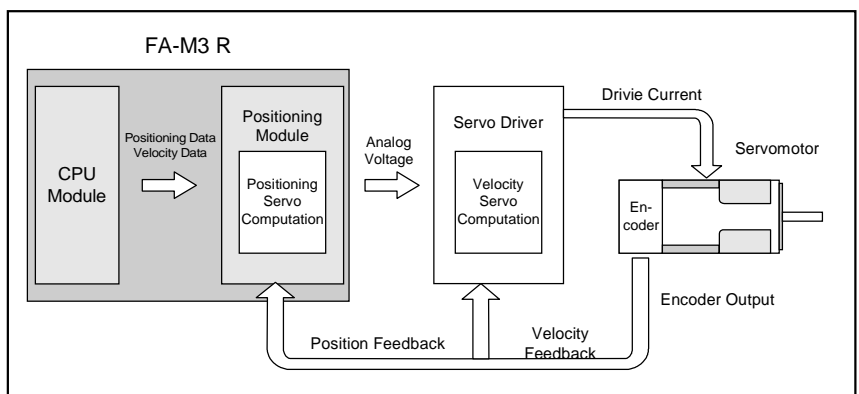 FA-M3 R
CPU
Module
Positioning Data
Velocity Data
Positioning
Module
Positioning
Servo
Computation
Analog
Voltage
Servo Driver
Velocity
Servo
Computation
Drivie Current
Servomotor
En-
coder
Encoder Output
Position Feedback
Velocity
Feedback